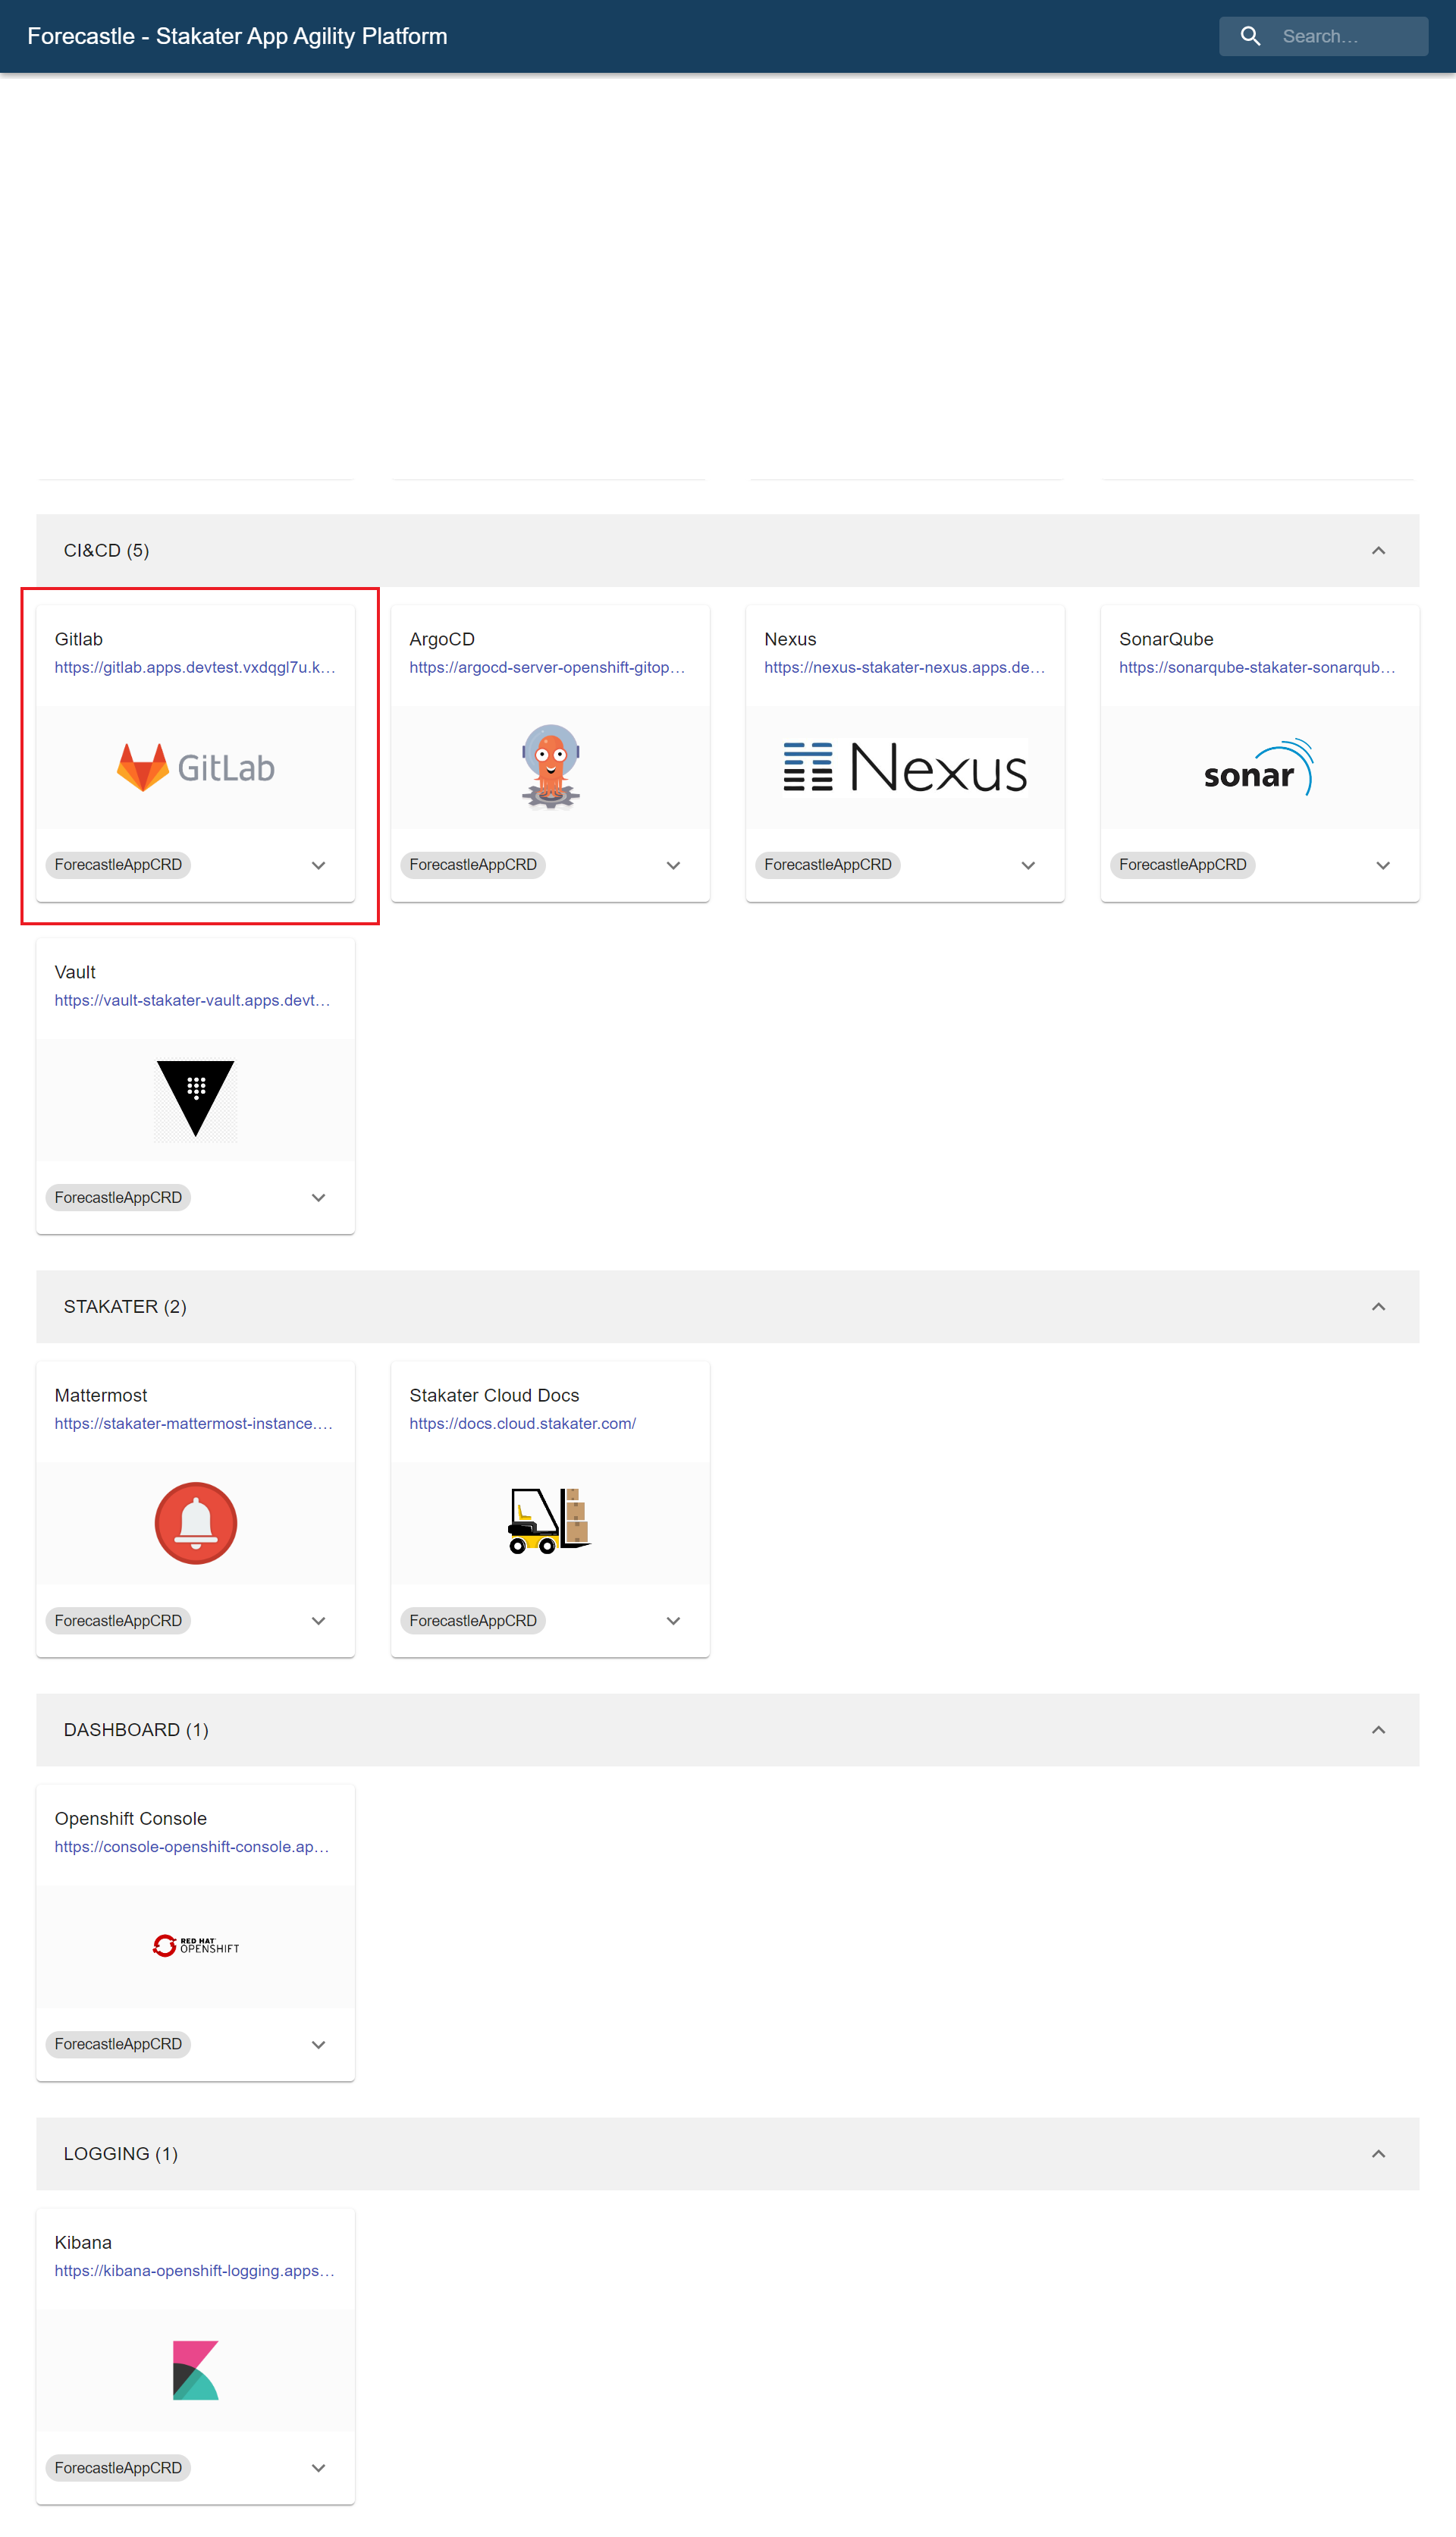 Forecastle - Stakater App Agility Platform
Search…
CI&CD (5)
Gitlab
https://gitlab.apps.devtest.vxdqgl7u.k…
GitLab
ForecastleAppCRD
ArgoCD
https://argocd-server-openshift-gitop…
ForecastleAppCRD
Nexus
https://nexus-stakater-nexus.apps.de…
Nexus
ForecastleAppCRD
SonarQube
https://sonarqube-stakater-sonarqub…
sonar
ForecastleAppCRD
Vault
https://vault-stakater-vault.apps.devt…
ForecastleAppCRD
STAKATER (2)
Mattermost
https://stakater-mattermost-instance.…
ForecastleAppCRD
Stakater Cloud Docs
https://docs.cloud.stakater.com/
ForecastleAppCRD
DASHBOARD (1)
Openshift Console
https://console-openshift-console.ap…
RED HAT
OPENSHIFT
ForecastleAppCRD
LOGGING (1)
Kibana
https://kibana-openshift-logging.apps…
ForecastleAppCRD